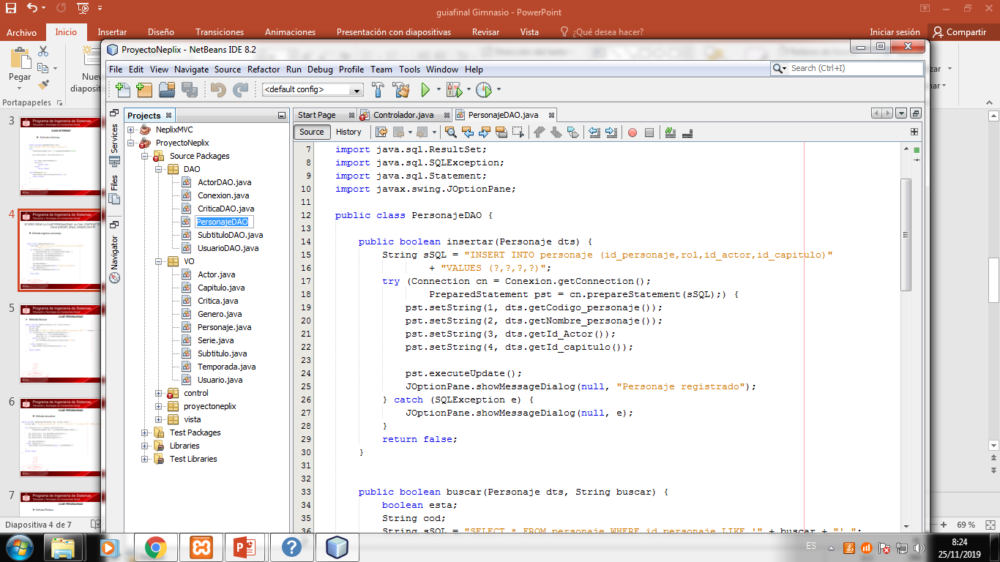 guiafinal Gimnasio - PowerPoint
Archivo Inicio Insertar Diseño Transiciones Animaciones Presentación con diapositivas Revisar Vista ¿Qué desea hacer? Iniciar sesión Compartir
Pegar
Portapapeles
ProyectoNeplix - NetBeans IDE 8.2
File Edit View Navigate Source Refactor Run Debug Profile Team Tools Window Help
Search (Ctrl+I)
<default config>
Projects
Services
Files
Navigator
NeplixMVC
ProyectoNeplix
Source Packages
DAO
ActorDAO.java
Conexion.java
CriticaDAO.java
PersonajeDAO
SubtituloDAO.java
UsuarioDAO.java
VO
Actor.java
Capitulo.java
Critica.java
Genero.java
Personaje.java
Serie.java
Subtitulo.java
Temporada.java
Usuario.java
control
proyectoneplix
vista
Test Packages
Libraries
Test Libraries
Start Page Controlador.java PersonajeDAO.java
Source History
import java.sql.ResultSet;
import java.sql.SQLException;
9 import java.sql.Statement;
10 import javax.swing.JOptionPane;
11
12 public class PersonajeDAO {
13
14 public boolean insertar(Personaje dts) {
15 String sSQL = "INSERT INTO personaje (id_personaje,rol,id_actor,id_capitulo)"
16 + "VALUES (?,?,?,?)";
17 try (Connection cn = Conexion.getConnection();
18 PreparedStatement pst = cn.prepareStatement(sSQL);) {
19 pst.setString(1, dts.getCodigo_personaje());
20 pst.setString(2, dts.getNombre_personaje());
21 pst.setString(3, dts.getId_Actor());
22 pst.setString(4, dts.getId_capitulo());
23
24 pst.executeUpdate();
25 JOptionPane.showMessageDialog(null, "Personaje registrado");
26 } catch (SQLException e) {
27 JOptionPane.showMessageDialog(null, e);
28 }
29 return false;
30 }
31
32
33 public boolean buscar(Personaje dts, String buscar) {
34 boolean esta;
35 String cod;
36 String sSQL = "SELECT * FROM personaje WHERE id_personaje LIKE '" + buscar + "' ";
3
Programa de Ingeniería de Sistemas
4
Programa de Ingeniería de Sistemas
5
Programa de Ingeniería de Sistemas
6
Programa de Ingeniería de Sistemas
7
Programa de Ingeniería de Sistemas
Diapositiva 4 de 7
69 %
ES
8:24
25/11/2019